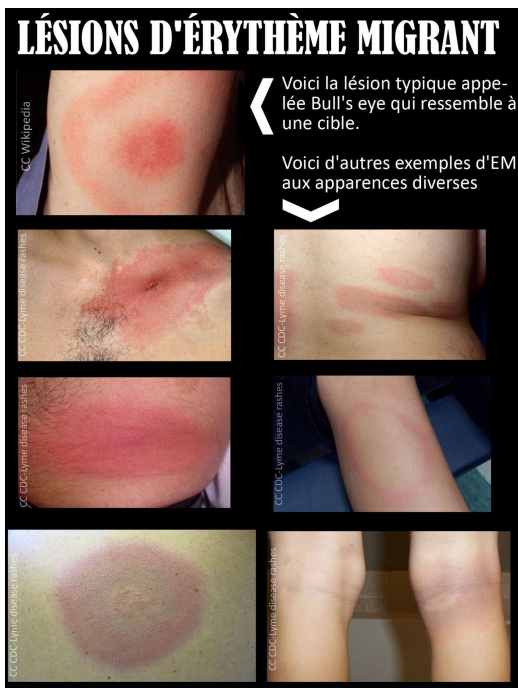 LÉSIONS D'ÉRYTHÈME MIGRANT
CC Wikipedia
Voici la lésion typique appe-
lée Bull's eye qui ressemble à
une cible.
Voici d'autres exemples d'EM
aux apparences diverses
CC CDC-Lyme disease rashes
CC CDC-Lyme disease rashes
CC CDC-Lyme disease rashes
CC CDC-Lyme disease rashes
CC CDC-Lyme disease rashes
CC CDC-Lyme disease rashes